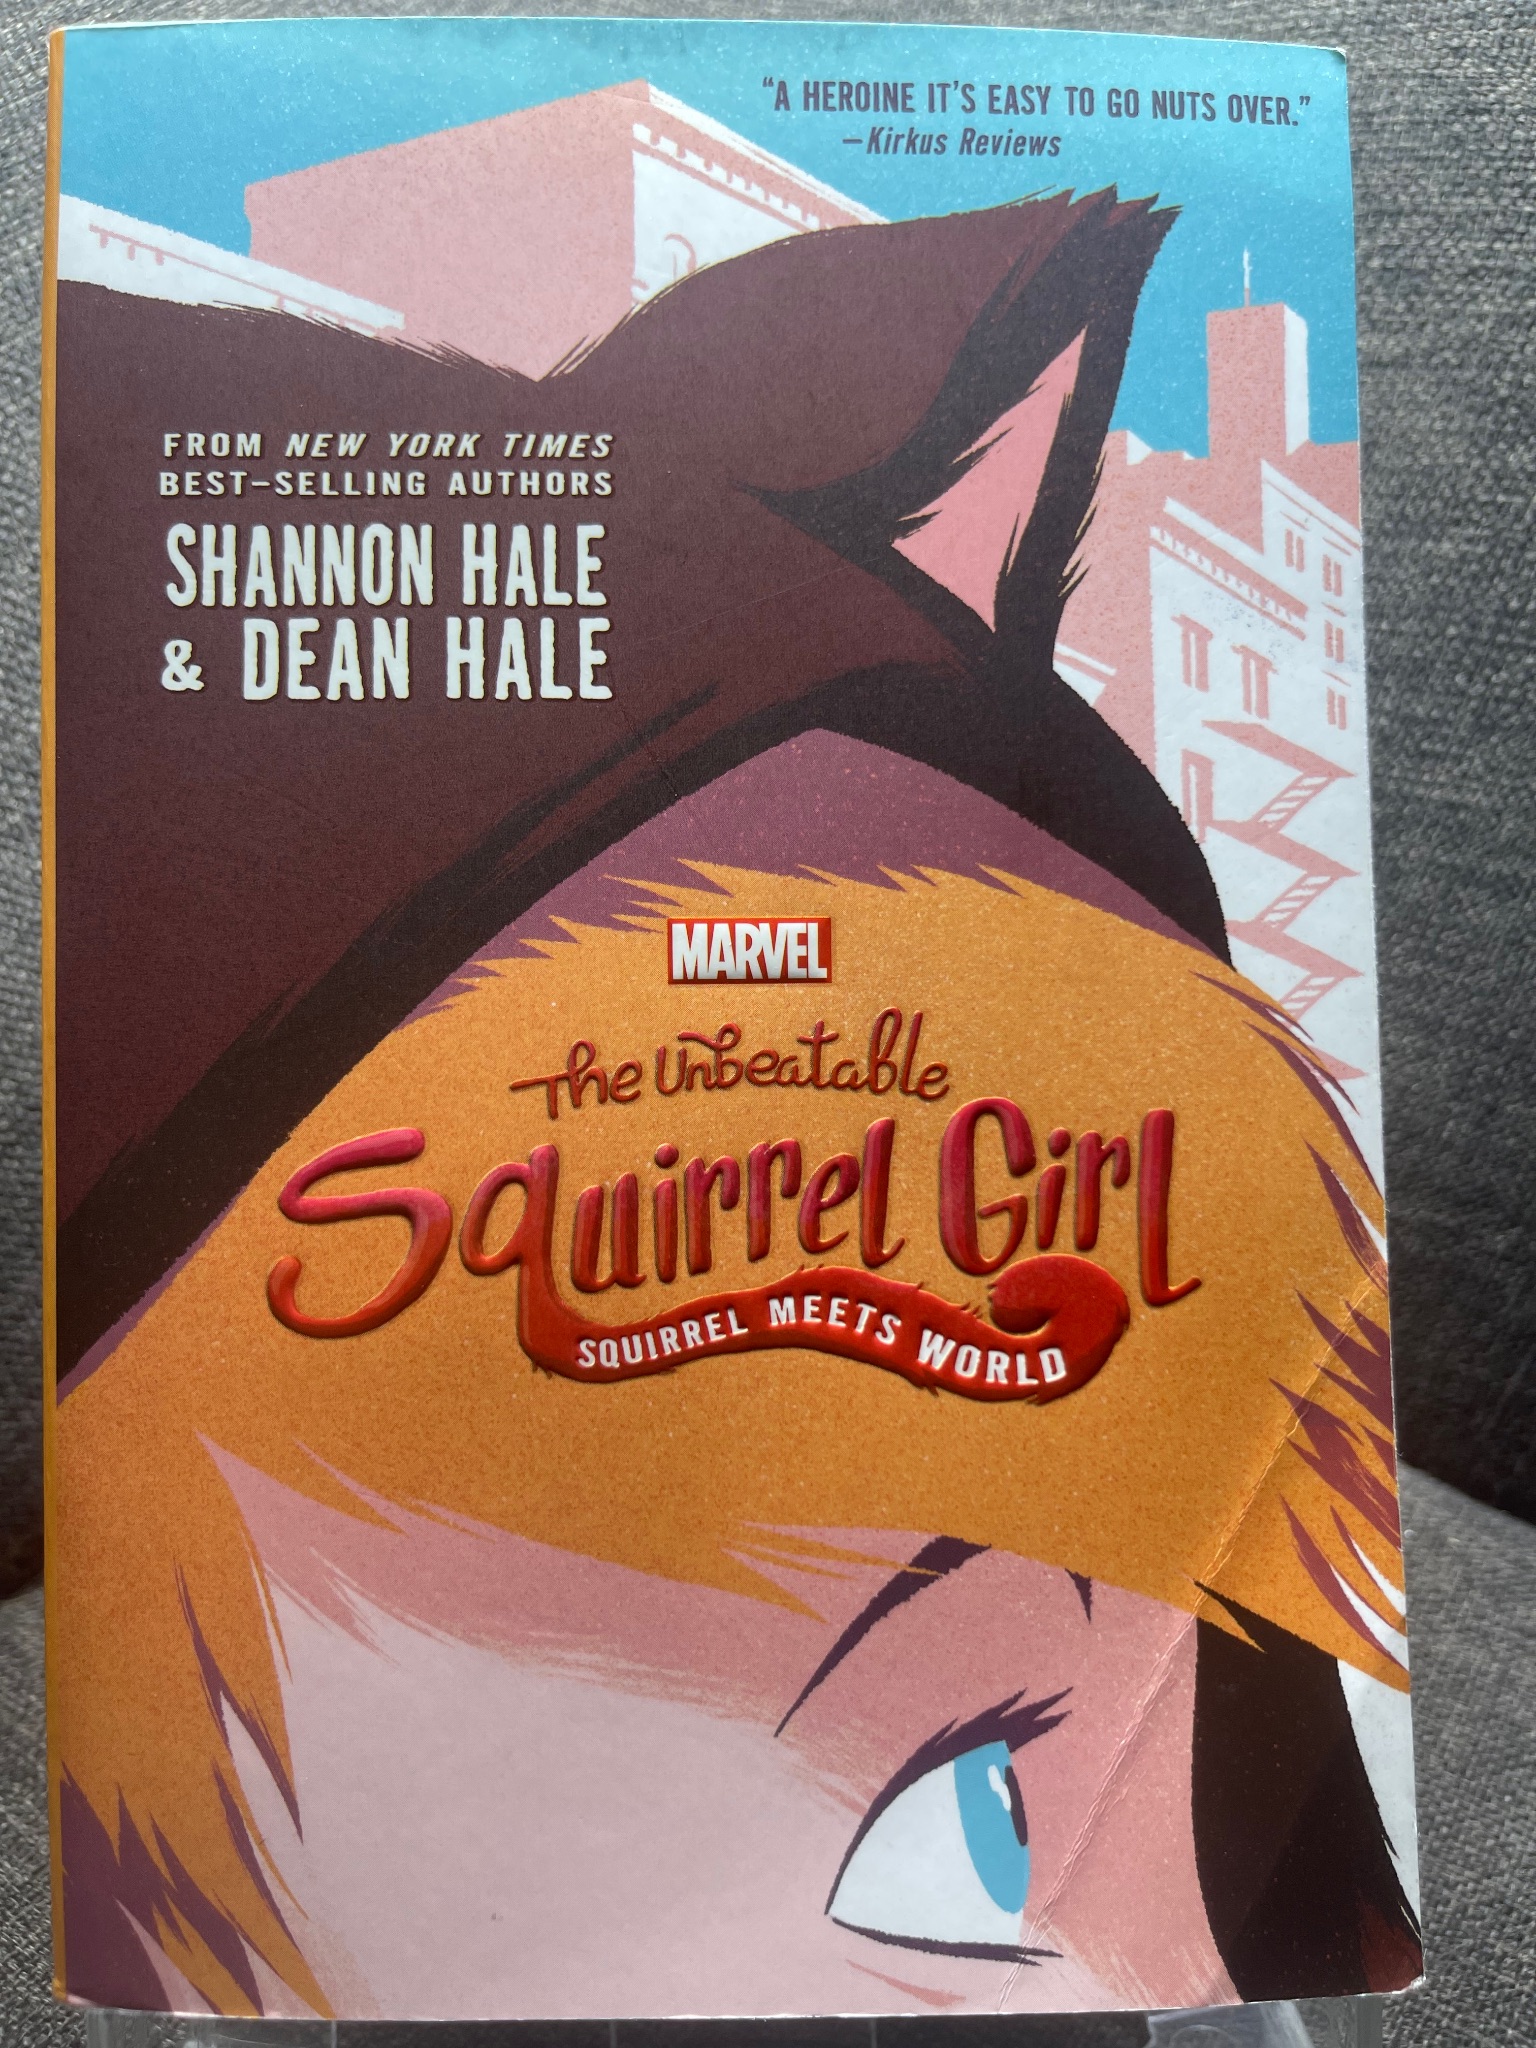 “A HEROINE IT’S EASY TO GO NUTS OVER.”
—Kirkus Reviews
FROM NEW YORK TIMES
BEST-SELLING AUTHORS
SHANNON HALE
& DEAN HALE
MARVEL
The Unbeatable
Squirrel Girl
SQUIRREL MEETS WORLD